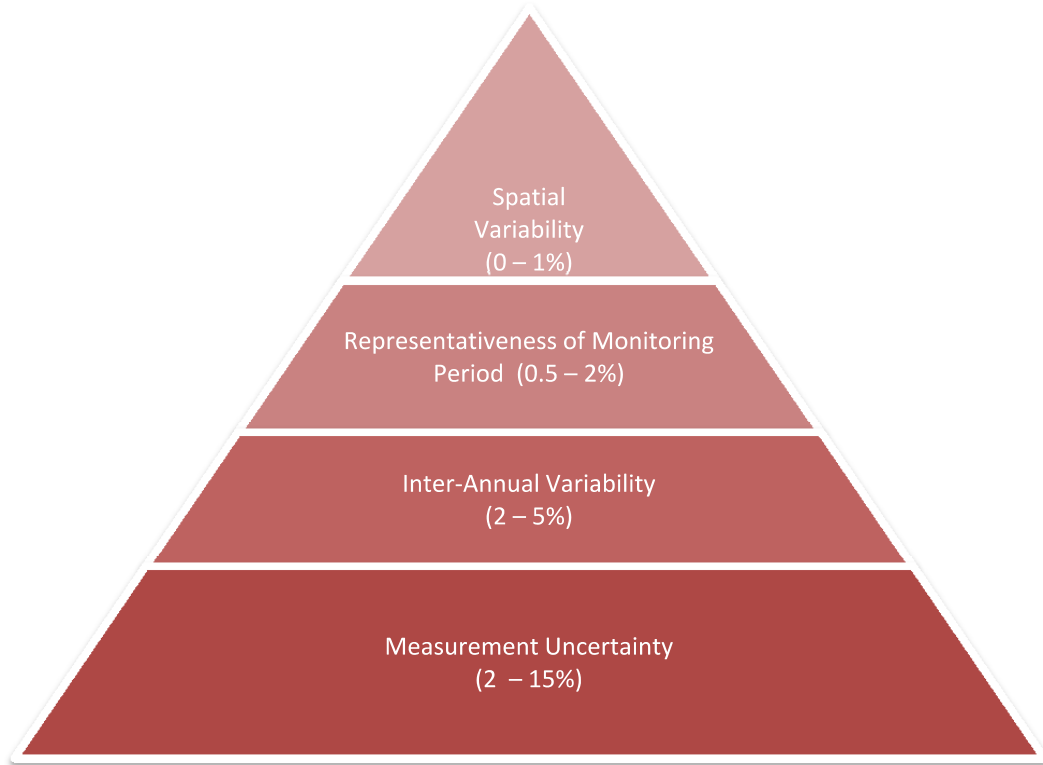 Spatial
Variability
(0 – 1%)
Representativeness of Monitoring
Period  (0.5 – 2%)
Inter-Annual Variability
(2 – 5%)
Measurement Uncertainty
(2  – 15%)